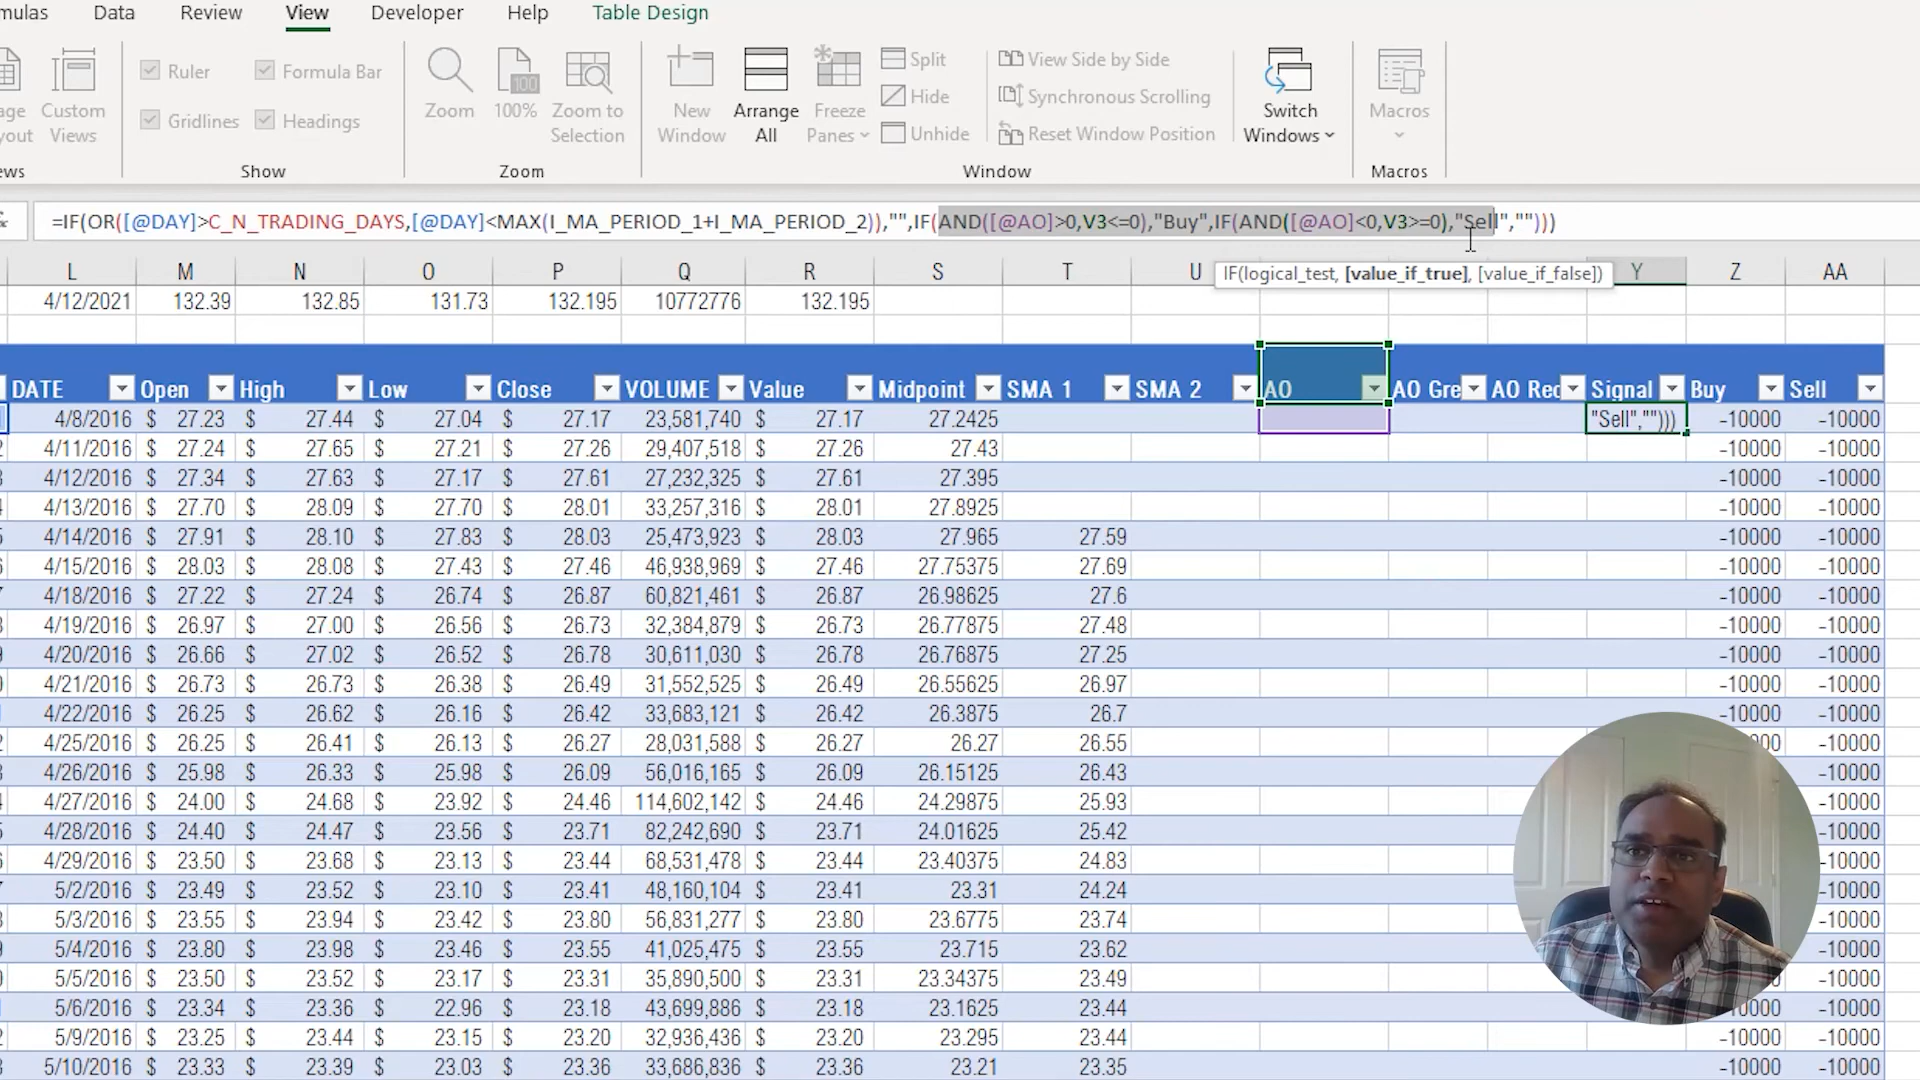 mulas Data Review View Developer Help Table Design
Ruler Formula Bar
Gridlines Headings
Custom Views
Zoom 100% Zoom to Selection
New Window Arrange All Freeze Panes
Split
Hide
Unhide
View Side by Side
Synchronous Scrolling
Reset Window Position
Switch Windows Macros
Show Zoom Window Macros
=IF(OR([@DAY]>C_N_TRADING_DAYS,[@DAY]<MAX(I_MA_PERIOD_1+I_MA_PERIOD_2)),"",IF(AND([@AO]>0,V3<=0),"Buy",IF(AND([@AO]<0,V3>=0),"Sell","")))
IF(logical_test, [value_if_true], [value_if_false])
L M N O P Q R S T U Y Z AA
4/12/2021 132.39 132.85 131.73 132.195 10772776 132.195
DATE Open High Low Close VOLUME Value Midpoint SMA 1 SMA 2 AO AO Gre AO Rec Signal Buy Sell
4/8/2016 $ 27.23 $ 27.44 $ 27.04 $ 27.17 23,581,740 $ 27.17 27.2425 "Sell",""))) -10000 -10000
4/11/2016 $ 27.24 $ 27.65 $ 27.21 $ 27.26 29,407,518 $ 27.26 27.43 -10000 -10000
4/12/2016 $ 27.34 $ 27.63 $ 27.17 $ 27.61 27,232,325 $ 27.61 27.395 -10000 -10000
4/13/2016 $ 27.70 $ 28.09 $ 27.70 $ 28.01 33,257,316 $ 28.01 27.8925 -10000 -10000
4/14/2016 $ 27.91 $ 28.10 $ 27.83 $ 28.03 25,473,923 $ 28.03 27.965 27.59 -10000 -10000
4/15/2016 $ 28.03 $ 28.08 $ 27.43 $ 27.46 46,938,969 $ 27.46 27.75375 27.69 -10000 -10000
4/18/2016 $ 27.22 $ 27.24 $ 26.74 $ 26.87 60,821,461 $ 26.87 26.98625 27.6 -10000 -10000
4/19/2016 $ 26.97 $ 27.00 $ 26.56 $ 26.73 32,384,879 $ 26.73 26.77875 27.48 -10000 -10000
4/20/2016 $ 26.66 $ 27.02 $ 26.52 $ 26.78 30,611,030 $ 26.78 26.76875 27.25 -10000 -10000
4/21/2016 $ 26.73 $ 26.73 $ 26.38 $ 26.49 31,552,525 $ 26.49 26.55625 26.97 -10000 -10000
4/22/2016 $ 26.25 $ 26.62 $ 26.16 $ 26.42 33,683,121 $ 26.42 26.3875 26.7 -10000 -10000
4/25/2016 $ 26.25 $ 26.41 $ 26.13 $ 26.27 28,031,588 $ 26.27 26.27 26.55 000 -10000
4/26/2016 $ 25.98 $ 26.33 $ 25.98 $ 26.09 56,016,165 $ 26.09 26.15125 26.43 -10000
4/27/2016 $ 24.00 $ 24.68 $ 23.92 $ 24.46 114,602,142 $ 24.46 24.29875 25.93 -10000
4/28/2016 $ 24.40 $ 24.47 $ 23.56 $ 23.71 82,242,690 $ 23.71 24.01625 25.42 -10000
4/29/2016 $ 23.50 $ 23.68 $ 23.13 $ 23.44 68,531,478 $ 23.44 23.40375 24.83 -10000
5/2/2016 $ 23.49 $ 23.52 $ 23.10 $ 23.41 48,160,104 $ 23.41 23.31 24.24 -10000
5/3/2016 $ 23.55 $ 23.94 $ 23.42 $ 23.80 56,831,277 $ 23.80 23.6775 23.74 -10000
5/4/2016 $ 23.80 $ 23.98 $ 23.46 $ 23.55 41,025,475 $ 23.55 23.715 23.62 -10000
5/5/2016 $ 23.50 $ 23.52 $ 23.17 $ 23.31 35,890,500 $ 23.31 23.34375 23.49 -10000
5/6/2016 $ 23.34 $ 23.36 $ 22.96 $ 23.18 43,699,886 $ 23.18 23.1625 23.44 -10000 -10000
5/9/2016 $ 23.25 $ 23.44 $ 23.15 $ 23.20 32,936,436 $ 23.20 23.295 23.44 -10000 -10000
5/10/2016 $ 23.33 $ 23.39 $ 23.03 $ 23.36 33,686,836 $ 23.36 23.21 23.35 -10000 -10000